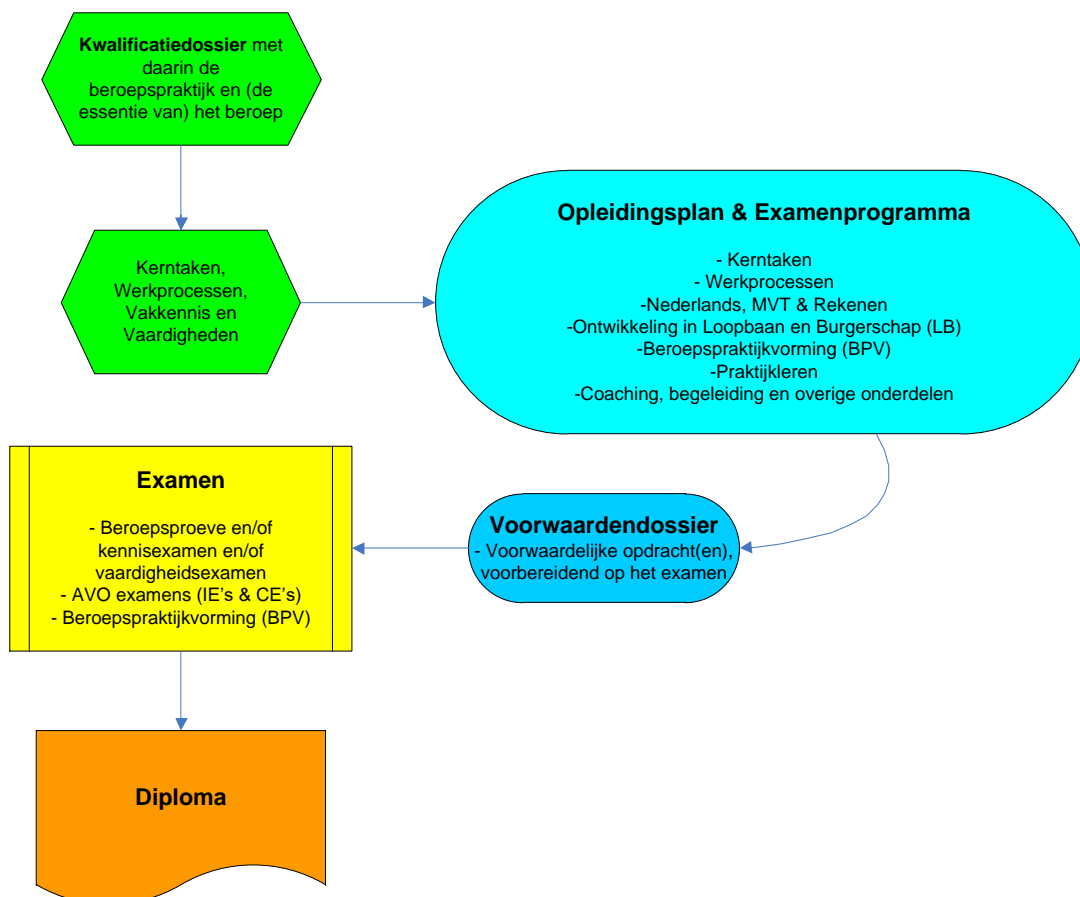 Kwalificatiedossier met
daarin de
beroepspraktijk en (de
essentie van) het beroep
Kerntaken,
Werkprocessen,
Vakkennis en
Vaardigheden
Opleidingsplan & Examenprogramma
- Kerntaken
- Werkprocessen
-Nederlands, MVT & Rekenen
-Ontwikkeling in Loopbaan en Burgerschap (LB)
-Beroepspraktijkvorming (BPV)
-Praktijkleren
-Coaching, begeleiding en overige onderdelen
Voorwaardendossier
- Voorwaardelijke opdracht(en),
voorbereidend op het examen
Examen
- Beroepsproeve en/of
kennisexamen en/of
vaardigheidsexamen
- AVO examens (IE's & CE's)
- Beroepspraktijkvorming (BPV)
Diploma